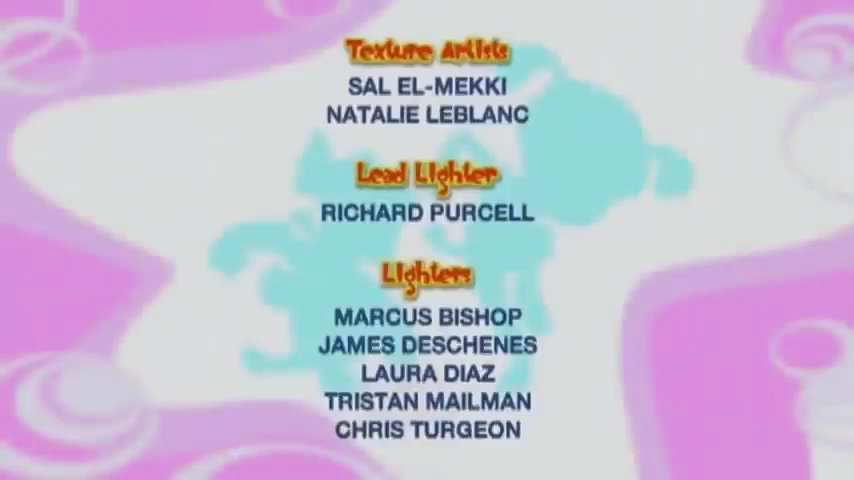 Texture Artists
SAL EL-MEKKI
NATALIE LEBLANC
Lead Lighter
RICHARD PURCELL
Lighters
MARCUS BISHOP
JAMES DESCHENES
LAURA DIAZ
TRISTAN MAILMAN
CHRIS TURGEON